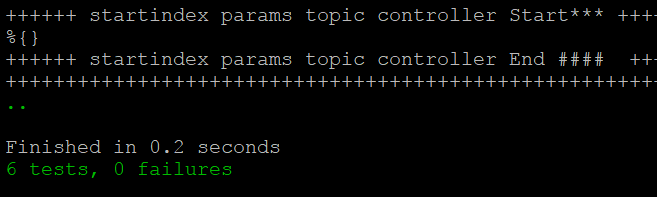 ++++++ startindex params topic controller Start*** ++++
%{}
++++++ startindex params topic controller End ####  +++
+++++++++++++++++++++++++++++++++++++++++++++++++++++++
..
Finished in 0.2 seconds
6 tests, 0 failures